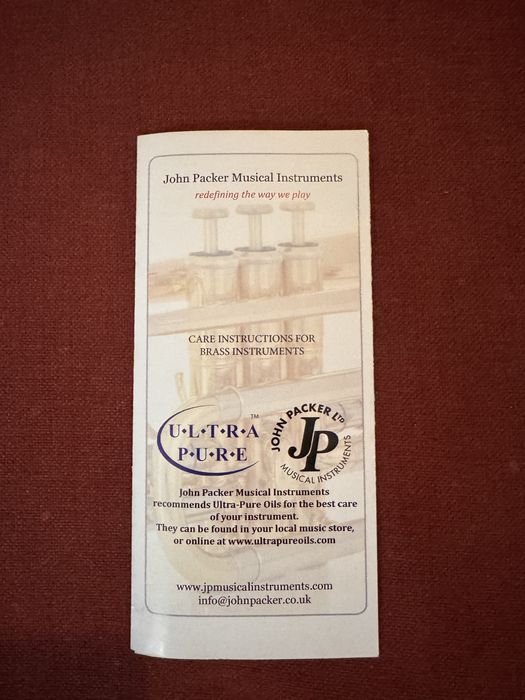 John Packer Musical Instruments
redefining the way we play
CARE INSTRUCTIONS FOR
BRASS INSTRUMENTS
U•L•T•R•A™
P•U•R•E
JOHN PACKER LTD
JP
MUSICAL INSTRUMENTS
John Packer Musical Instruments
recommends Ultra-Pure Oils for the best care
of your instrument.
They can be found in your local music store,
or online at www.ultrapureoils.com
www.jpmusicalinstruments.com
info@johnpacker.co.uk